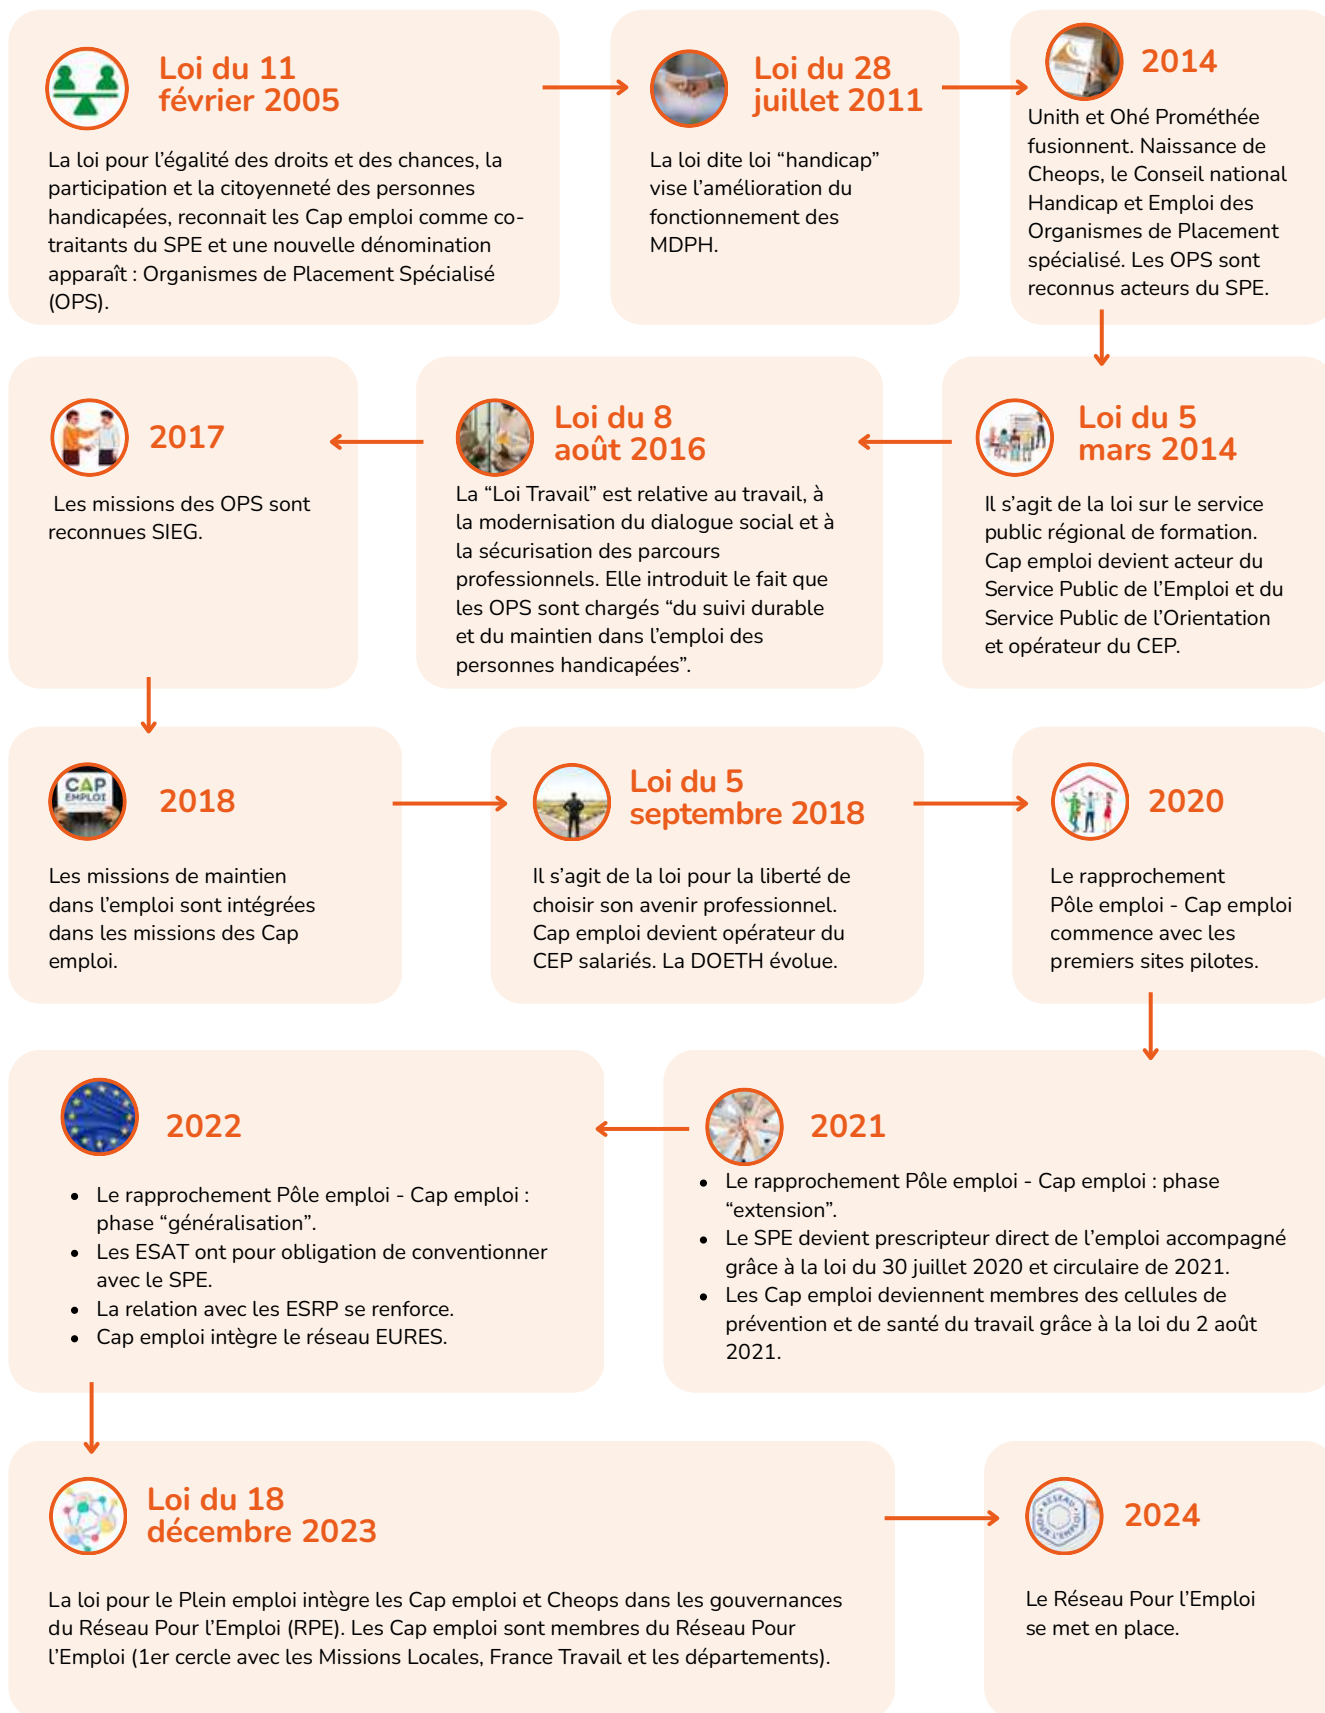 Loi du 11
février 2005
La loi pour l’égalité des droits et des chances, la
participation et la citoyenneté des personnes
handicapées, reconnait les Cap emploi comme co-
traitants du SPE et une nouvelle dénomination
apparaît : Organismes de Placement Spécialisé
(OPS).
Loi du 28
juillet 2011
La loi dite loi “handicap”
vise l’amélioration du
fonctionnement des
MDPH.
2014
Unith et Ohé Prométhée
fusionnent. Naissance de
Cheops, le Conseil national
Handicap et Emploi des
Organismes de Placement
spécialisé. Les OPS sont
reconnus acteurs du SPE.
Loi du 5
mars 2014
Il s’agit de la loi sur le service
public régional de formation.
Cap emploi devient acteur du
Service Public de l’Emploi et du
Service Public de l’Orientation
et opérateur du CEP.
Loi du 8
août 2016
La “Loi Travail” est relative au travail, à
la modernisation du dialogue social et à
la sécurisation des parcours
professionnels. Elle introduit le fait que
les OPS sont chargés “du suivi durable
et du maintien dans l’emploi des
personnes handicapées”.
2017
Les missions des OPS sont
reconnues SIEG.
CAP
EMPLOI
2018
Les missions de maintien
dans l’emploi sont intégrées
dans les missions des Cap
emploi.
Loi du 5
septembre 2018
Il s’agit de la loi pour la liberté de
choisir son avenir professionnel.
Cap emploi devient opérateur du
CEP salariés. La DOETH évolue.
2020
Le rapprochement
Pôle emploi - Cap emploi
commence avec les
premiers sites pilotes.
2021
• Le rapprochement Pôle emploi - Cap emploi : phase
“extension”.
• Le SPE devient prescripteur direct de l’emploi accompagné
grâce à la loi du 30 juillet 2020 et circulaire de 2021.
• Les Cap emploi deviennent membres des cellules de
prévention et de santé du travail grâce à la loi du 2 août
2021.
2022
• Le rapprochement Pôle emploi - Cap emploi :
phase “généralisation”.
• Les ESAT ont pour obligation de conventionner
avec le SPE.
• La relation avec les ESRP se renforce.
• Cap emploi intègre le réseau EURES.
Loi du 18
décembre 2023
La loi pour le Plein emploi intègre les Cap emploi et Cheops dans les gouvernances
du Réseau Pour l’Emploi (RPE). Les Cap emploi sont membres du Réseau Pour
l’Emploi (1er cercle avec les Missions Locales, France Travail et les départements).
RÉSEAU
POUR L’EMPLOI
2024
Le Réseau Pour l’Emploi
se met en place.